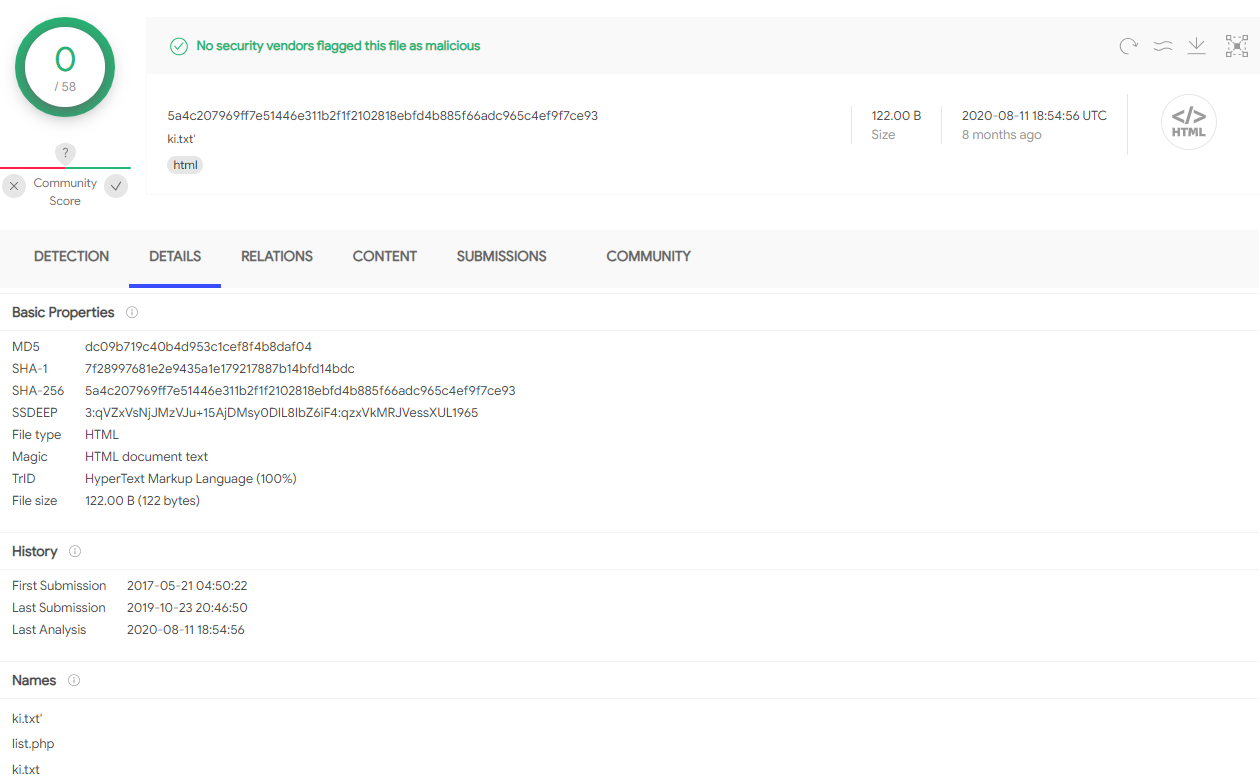 0
/ 58
?
Community
Score
No security vendors flagged this file as malicious
5a4c207969ff7e51446e311b2f1f2102818ebfd4b885f66adc965c4ef9f7ce93
ki.txt'
html
122.00 B
Size
2020-08-11 18:54:56 UTC
8 months ago
</>
HTML
DETECTION DETAILS RELATIONS CONTENT SUBMISSIONS COMMUNITY
Basic Properties
MD5 dc09b719c40b4d953c1cef8f4b8daf04
SHA-1 7f28997681e2e9435a1e179217887b14bfd14bdc
SHA-256 5a4c207969ff7e51446e311b2f1f2102818ebfd4b885f66adc965c4ef9f7ce93
SSDEEP 3:qVZxVsNjJMzVJu+15AjDMsy0DIL8IbZ6iF4:qzxVkMRJVessXUL1965
File type HTML
Magic HTML document text
TrID HyperText Markup Language (100%)
File size 122.00 B (122 bytes)
History
First Submission 2017-05-21 04:50:22
Last Submission 2019-10-23 20:46:50
Last Analysis 2020-08-11 18:54:56
Names
ki.txt'
list.php
ki.txt